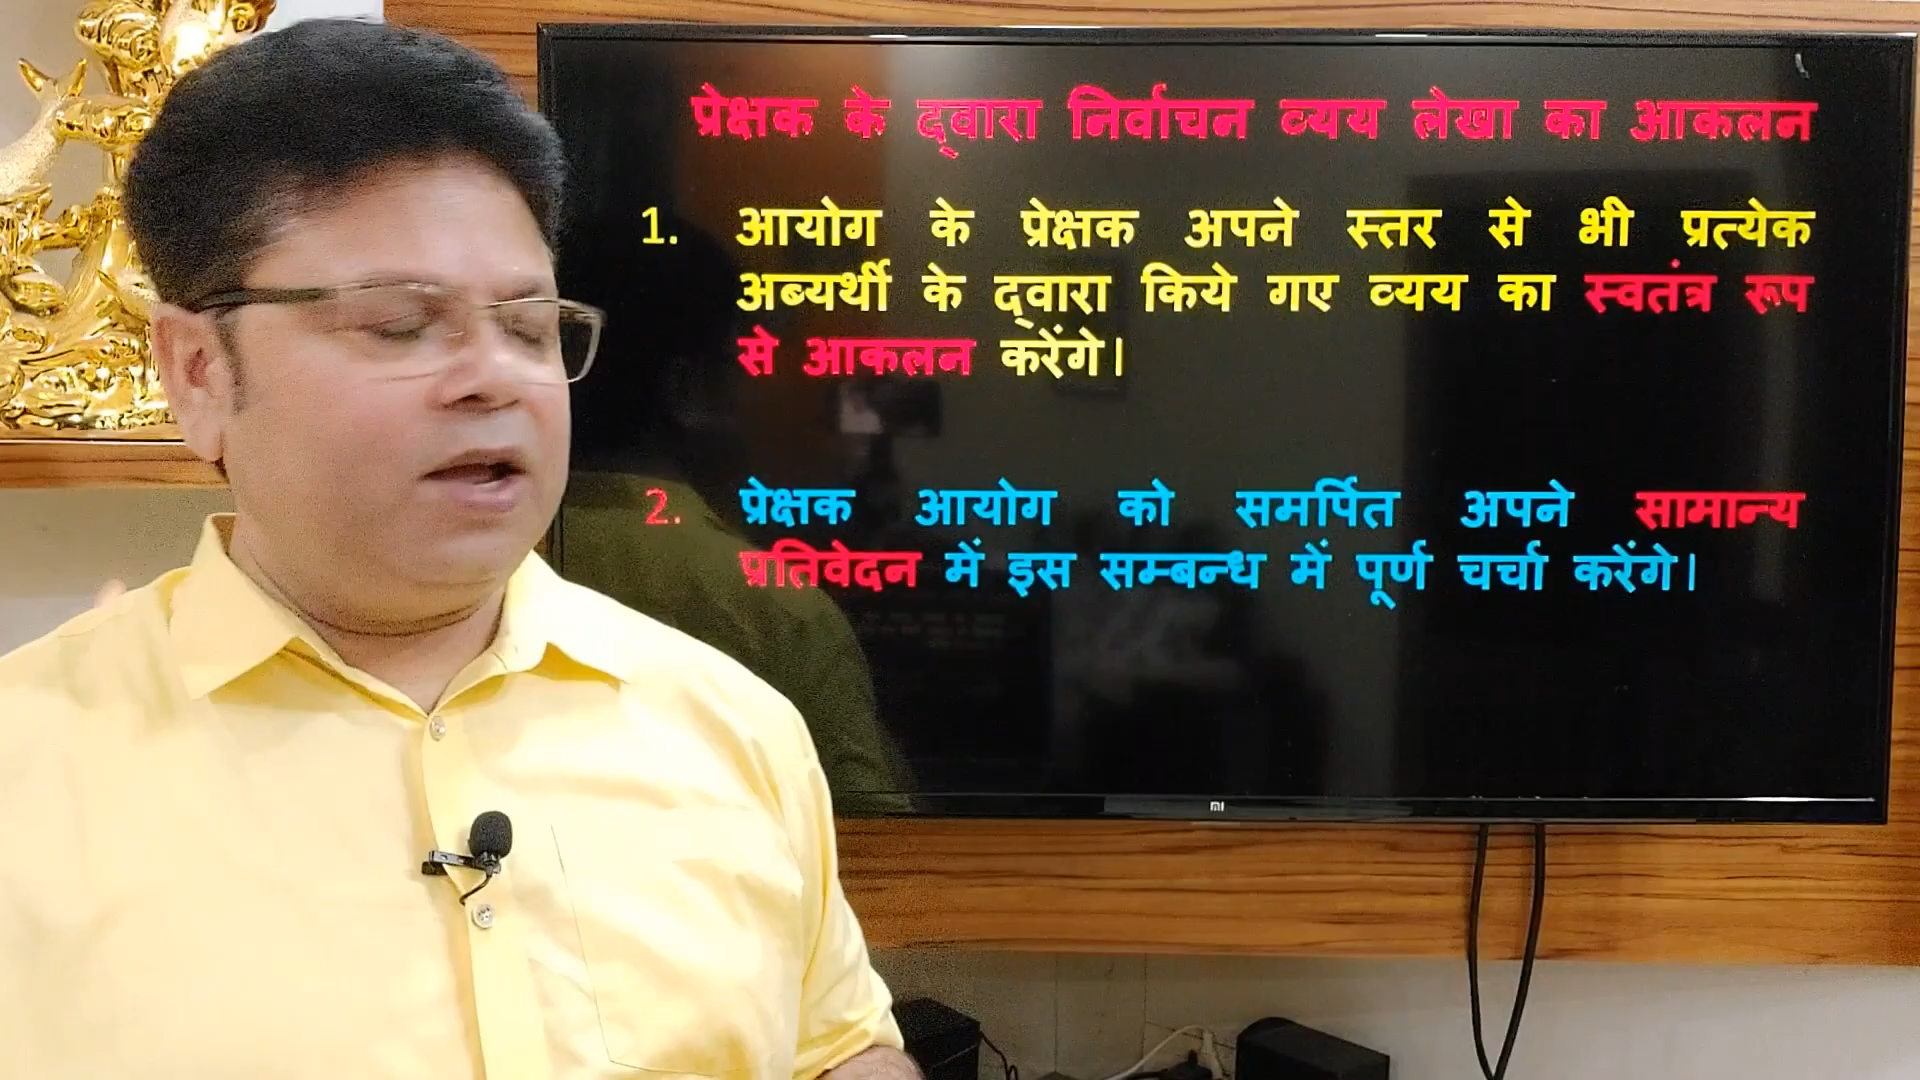 प्रेक्षक के द्वारा निर्वाचन व्यय लेखा का आकलन
1. आयोग के प्रेक्षक अपने स्तर से भी प्रत्येक
अब्यर्थी के द्वारा किये गए व्यय का स्वतंत्र रूप
से आकलन करेंगे।
2. प्रेक्षक आयोग को समर्पित अपने सामान्य
प्रतिवेदन में इस सम्बन्ध में पूर्ण चर्चा करेंगे।
mi